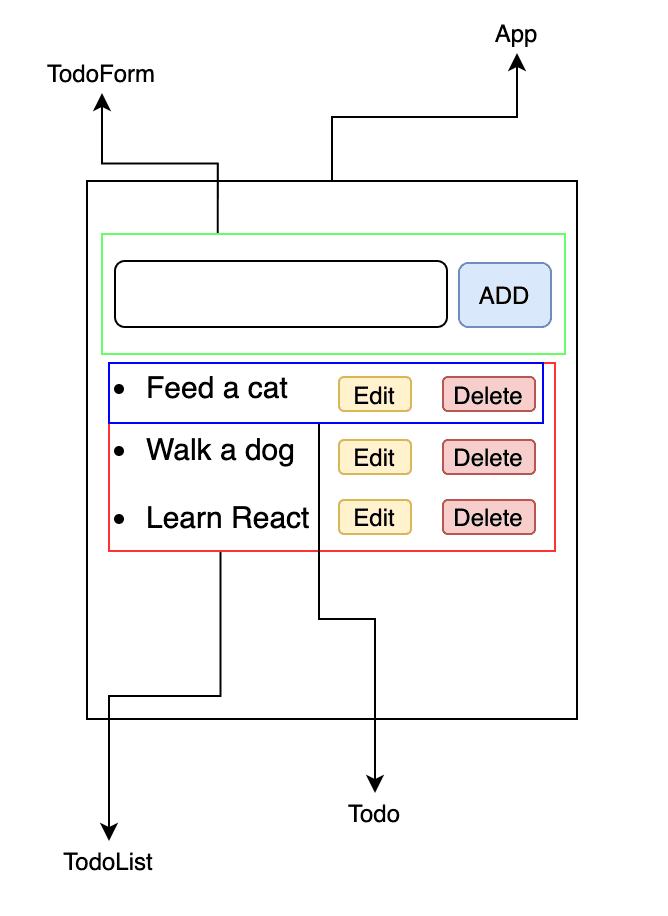 App
TodoForm
ADD
• Feed a cat Edit Delete
• Walk a dog Edit Delete
• Learn React Edit Delete
Todo
TodoList